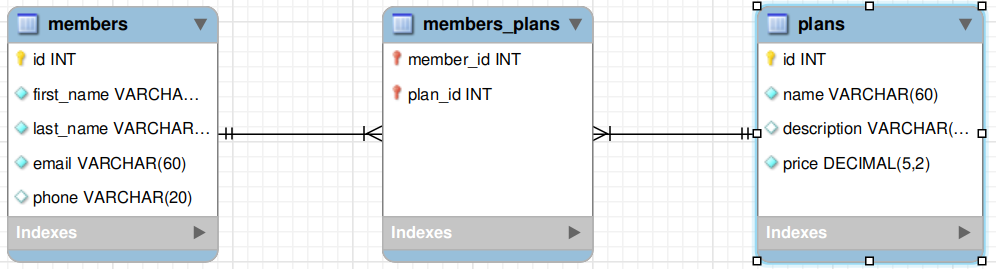 members
id INT
first_name VARCHA...
last_name VARCHAR...
email VARCHAR(60)
phone VARCHAR(20)
Indexes
members_plans
member_id INT
plan_id INT
Indexes
plans
id INT
name VARCHAR(60)
description VARCHAR(...
price DECIMAL(5,2)
Indexes